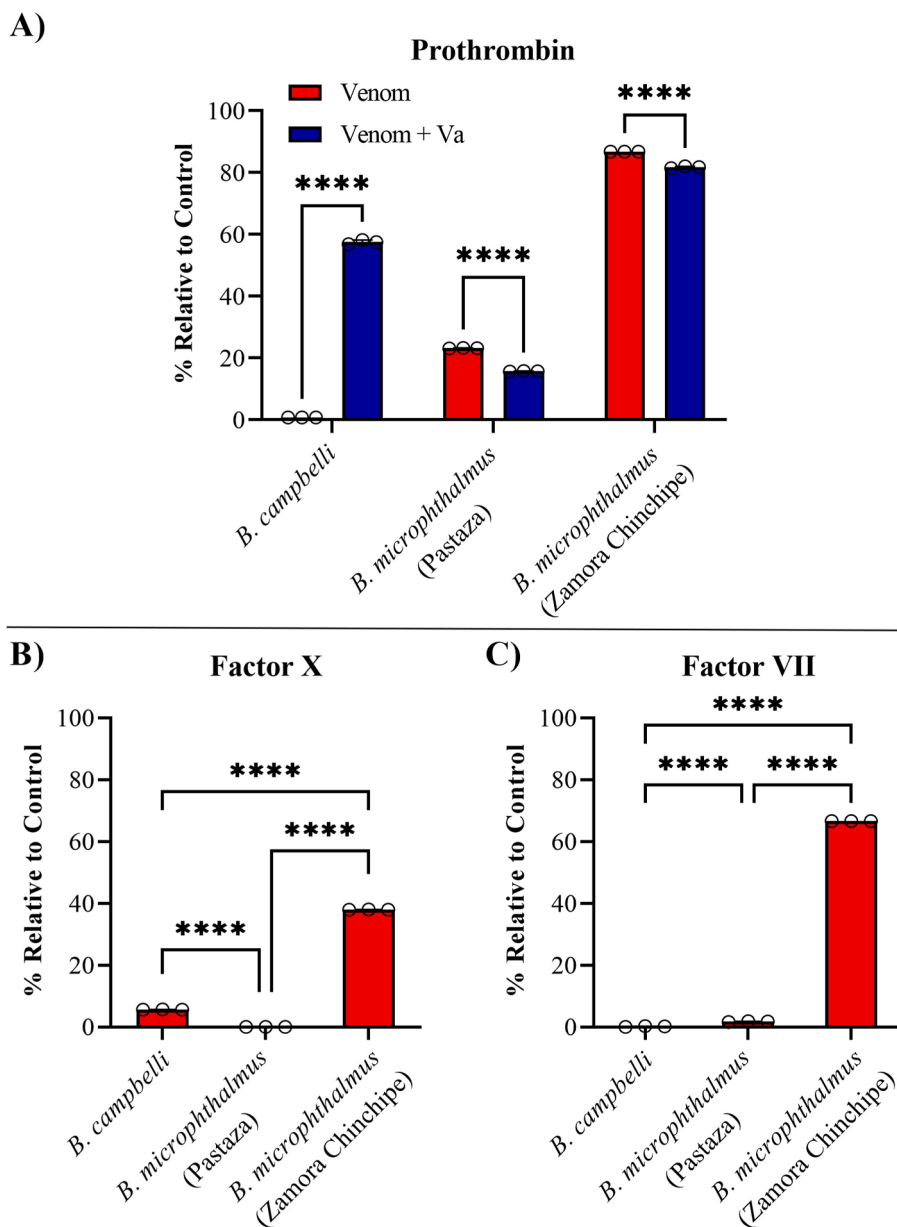 A)
Prothrombin
Venom
Venom + Va
% Relative to Control
100
80
60
40
20
0
****
****
****
B. campbelli
B. microphthalmus
(Pastaza)
B. microphthalmus
(Zamora Chinchipe)
B)
Factor X
% Relative to Control
100
80
60
40
20
0
****
****
****
B. campbelli
B. microphthalmus
(Pastaza)
B. microphthalmus
(Zamora Chinchipe)
C)
Factor VII
% Relative to Control
100
80
60
40
20
0
****
****
****
B. campbelli
B. microphthalmus
(Pastaza)
B. microphthalmus
(Zamora Chinchipe)